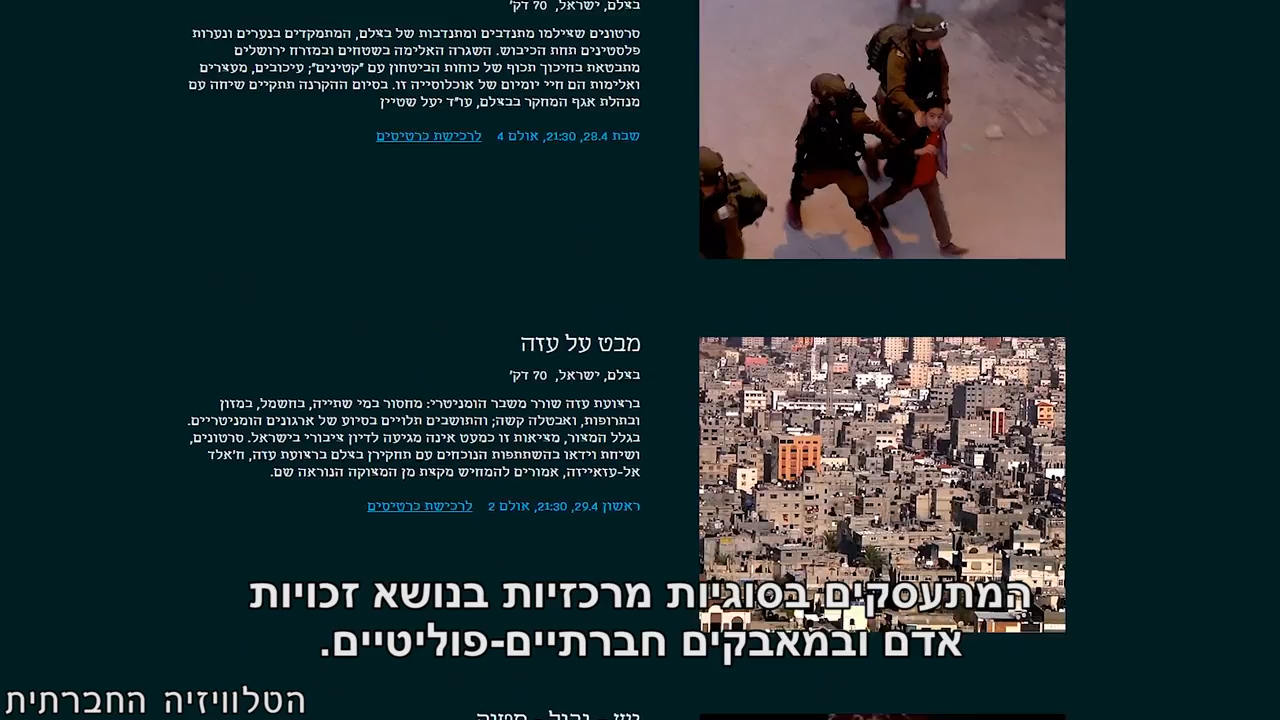 בצלם, ישראל, 70 דק'
סרטונים שצילמו מתנדבים ומתנדבות של בצלם, המתמקדים בנערים ונערות
פלסטינים תחת הכיבוש. השגרה האלימה בשטחים ובמזרח ירושלים
מתבטאת בחיכוך תכוף של כוחות הביטחון עם "קטינים"; עיכובים, מעצרים
ואלימות הם חיי יומיום של אוכלוסייה זו. בסיום ההקרנה תתקיים שיחה עם
מנהלת אגף המחקר בבצלם, עו"ד יעל שטיין
שבת 28.4, 21:30, אולם 4 לרכישת כרטיסים
מבט על עזה
בצלם, ישראל, 70 דק'
ברצועת עזה שורר משבר הומניטרי: מחסור במי שתייה, בחשמל, במזון
ובתרופות, ואבטלה קשה; והתושבים תלויים בסיוע של ארגונים הומניטריים.
בגלל המצור, מציאות זו כמעט אינה מגיעה לדיון ציבורי בישראל. סרטונים,
ושיחת וידאו בהשתתפות הנוכחים עם תחקירן בצלם ברצועת עזה, ח'אלד
אל-עזאייזה, אמורים להמחיש מקצת מן המצוקה הנוראה שם.
ראשון 29.4, 21:30, אולם 2 לרכישת כרטיסים
הַמתעסקים בסוגיות מרכזיות בנושא זכויות
אדם ובמאבקים חברתיים-פוליטיים.
הטלוויזיה החברתית